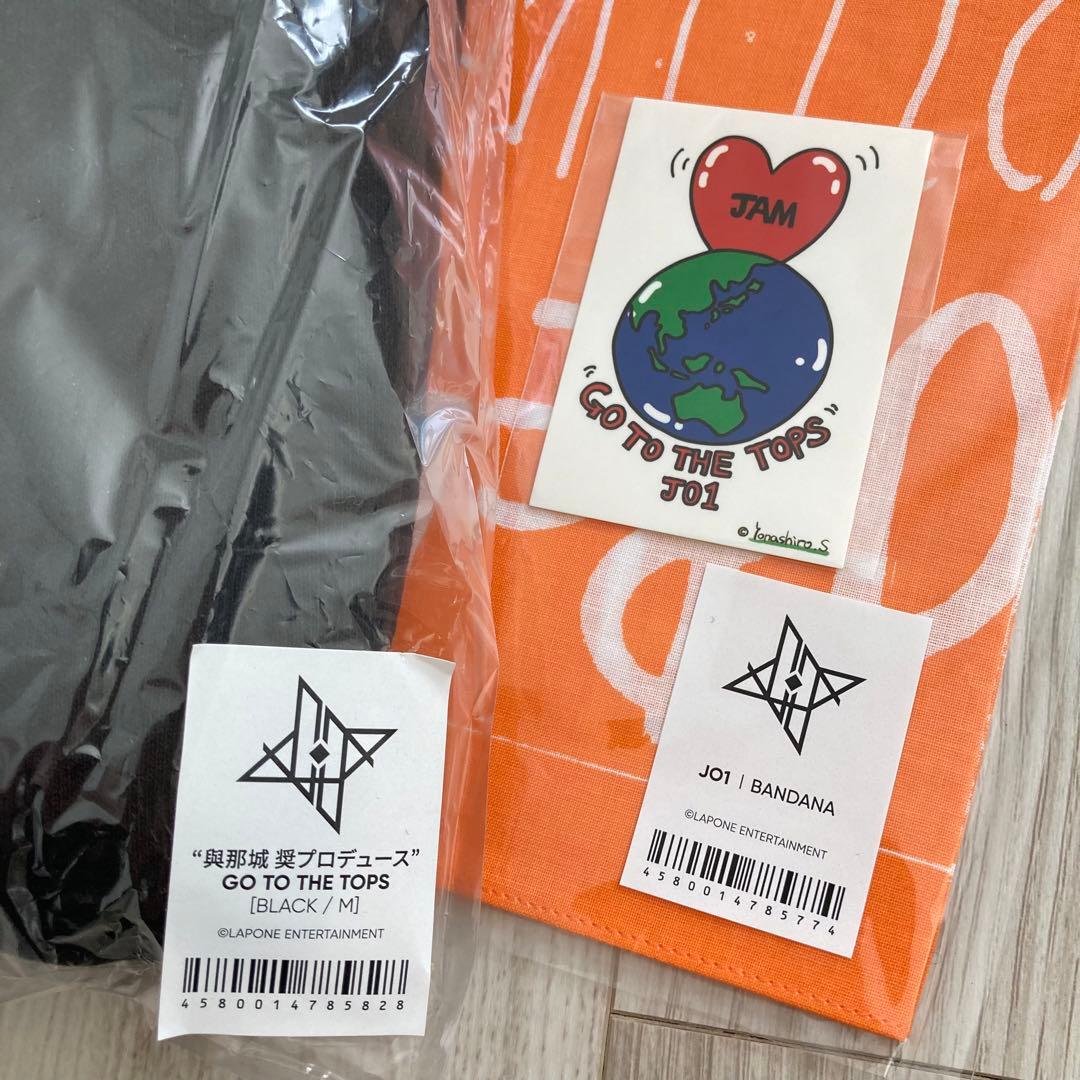 JAM
"GO TO THE TOPS"
JO1
© Yonashiro.S
JO1 | BANDANA
©LAPONE ENTERTAINMENT
4580014785774
“與那城 奨プロデュース”
GO TO THE TOPS
[BLACK / M]
©LAPONE ENTERTAINMENT
4580014785828